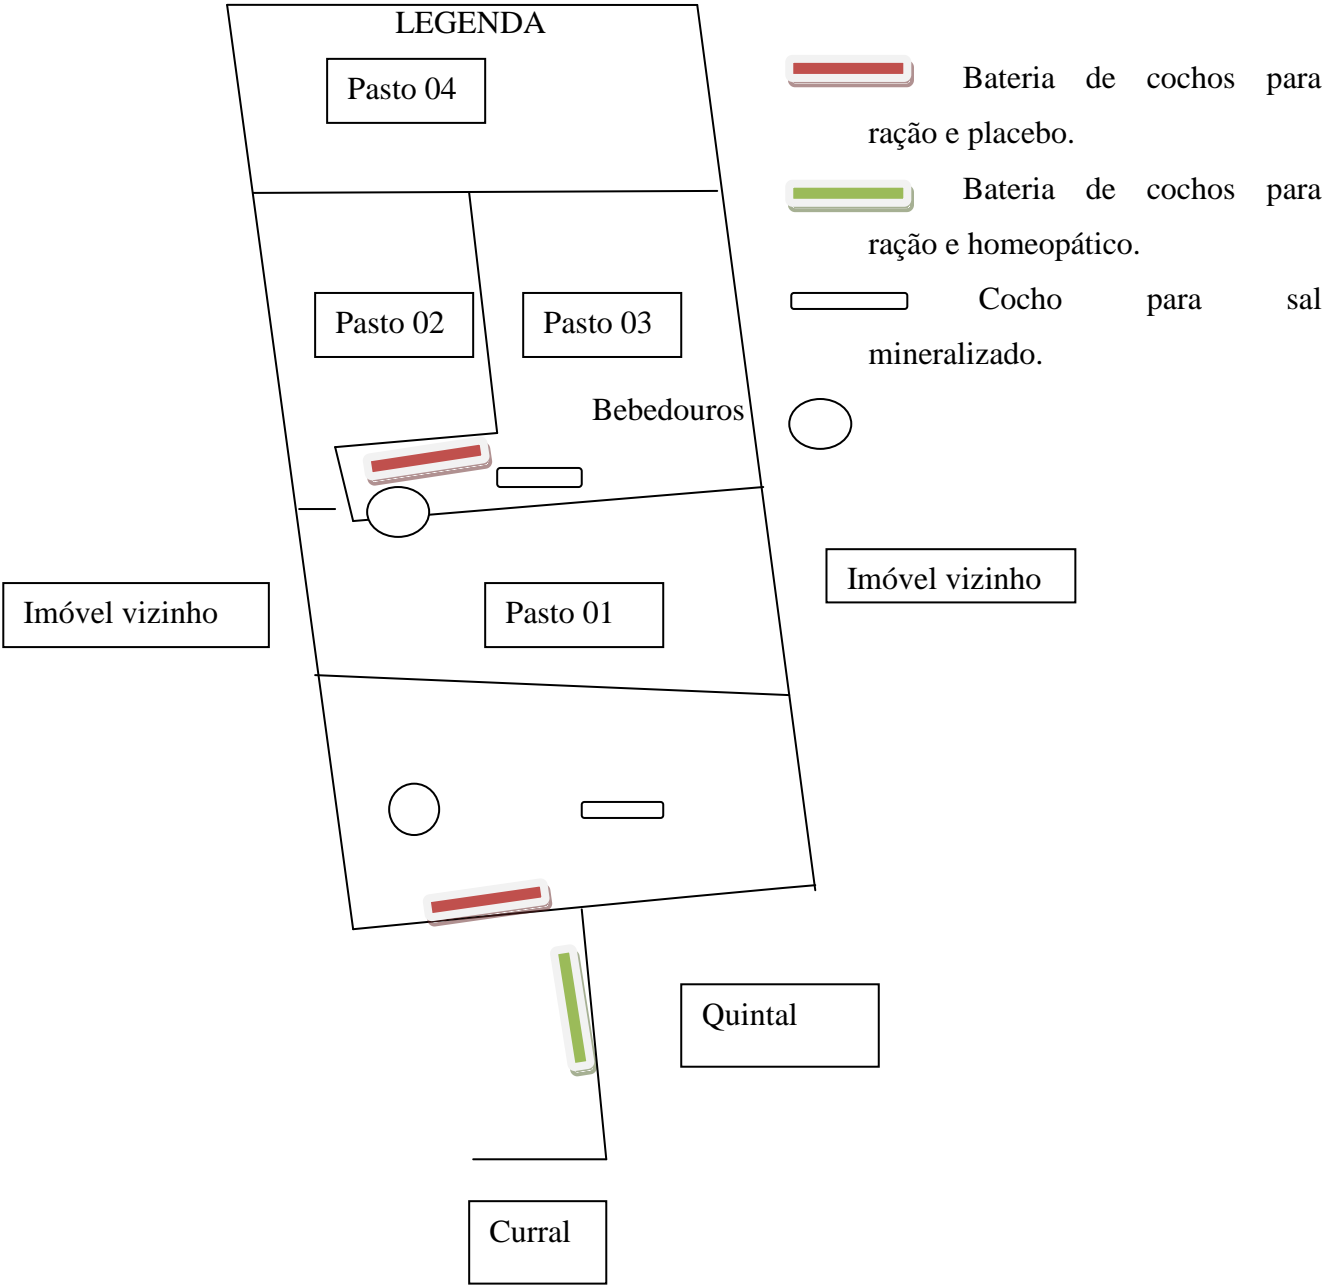 LEGENDA
Pasto 04
Bateria de cochos para
ração e placebo.
Bateria de cochos para
ração e homeopático.
Pasto 02
Pasto 03
Cocho para sal
mineralizado.
Bebedouros
Imóvel vizinho
Pasto 01
Imóvel vizinho
Quintal
Curral